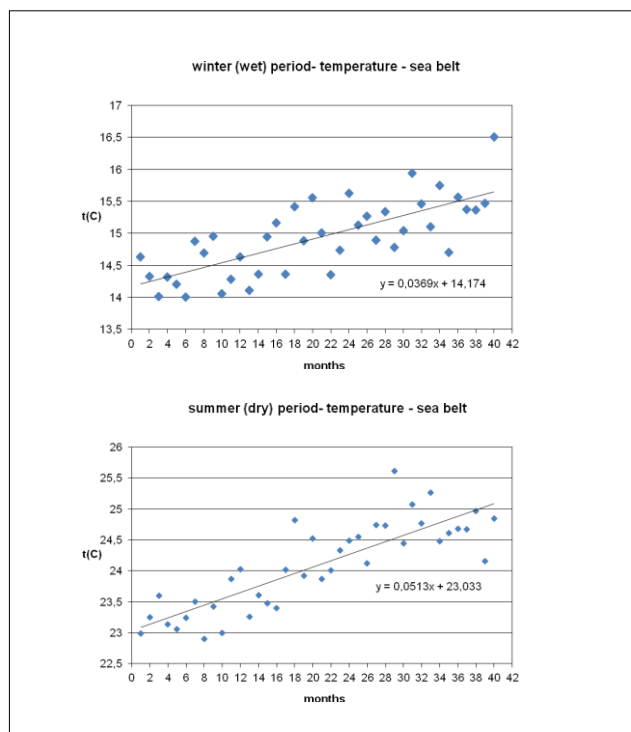 winter (wet) period- temperature - sea belt
17
16,5
16
15,5
15
14,5
14
13,5
t(C)
y = 0,0369x + 14,174
0 2 4 6 8 10 12 14 16 18 20 22 24 26 28 30 32 34 36 38 40 42
months
summer (dry) period- temperature - sea belt
26
25,5
25
24,5
24
23,5
23
22,5
t(C)
y = 0,0513x + 23,033
0 2 4 6 8 10 12 14 16 18 20 22 24 26 28 30 32 34 36 38 40 42
months